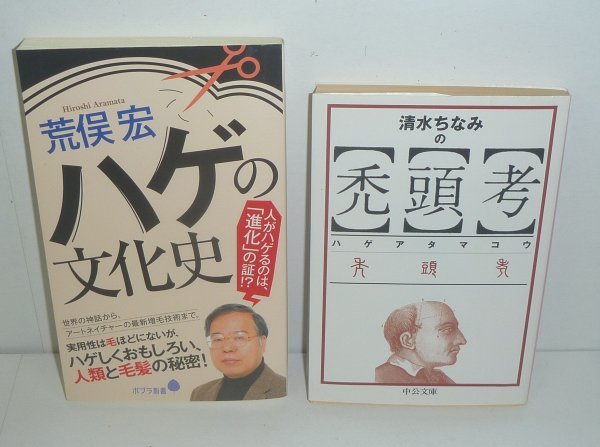 Hiroshi Aramata
荒俣 宏
ハゲの
文化史
人がハゲるのは、
「進化」の証!?
世界の神話から、
アートネイチャーの最新増毛技術まで。
実用性は毛ほどにないが、
ハゲしくおもしろい、
人類と毛髪の秘密!
ポプラ新書
清水ちなみ
の
【禿】【頭】【考】
ハゲアタマコウ
禿 頭 考
中公文庫